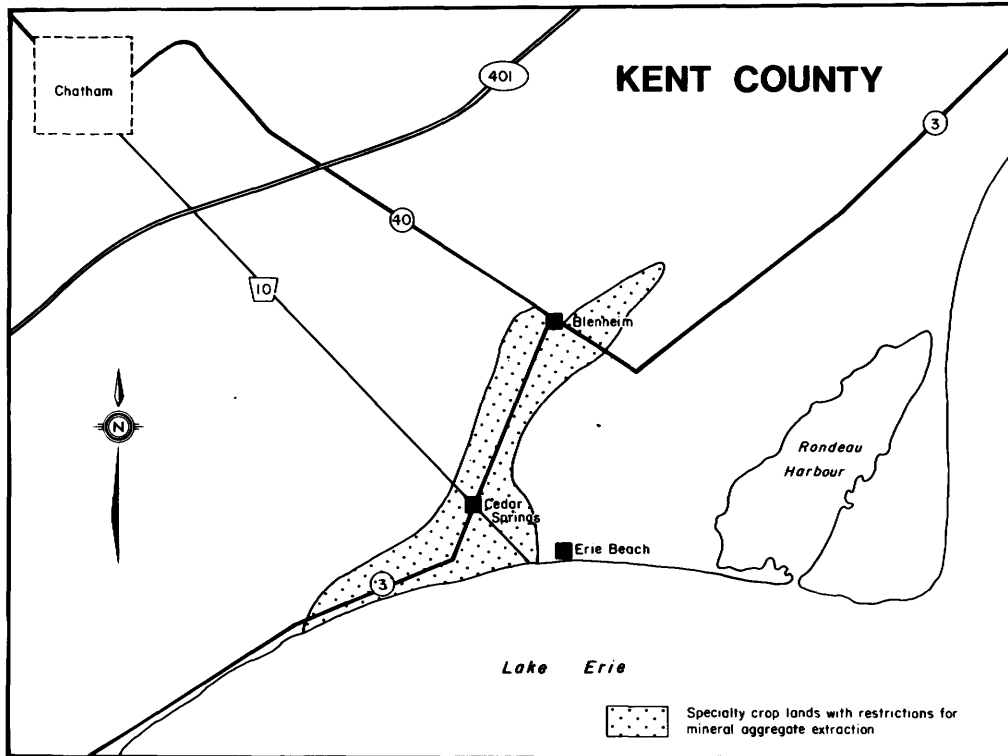 KENT COUNTY
401
Chatham
3
40
10
Blenheim
N
Rondeau
Harbour
Cedar
Springs
Erie Beach
3
Lake Erie
Specialty crop lands with restrictions for
mineral aggregate extraction